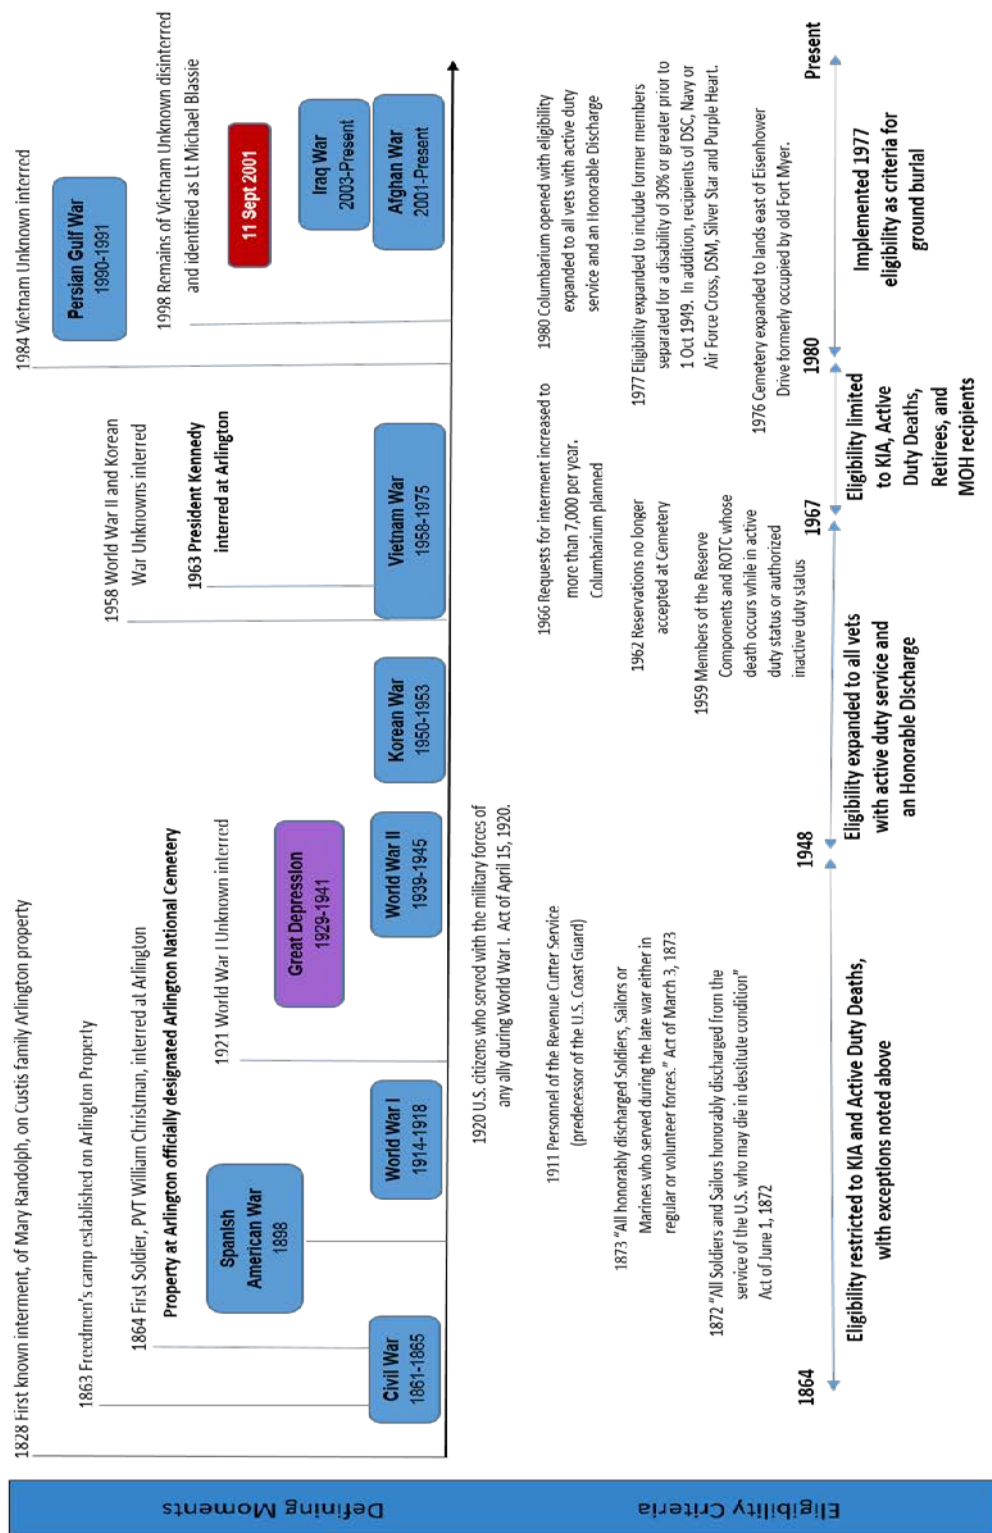 Defining Moments
1828 First known interment, of Mary Randolph, on Custis family Arlington property
1863 Freedmen's camp established on Arlington Property
1864 First Soldier, PVT William Christman, interred at Arlington
Property at Arlington officially designated Arlington National Cemetery
1921 World War I Unknown interred
1958 World War II and Korean
War Unknowns interred
1963 President Kennedy
interred at Arlington
1984 Vietnam Unknown interred
1998 Remains of Vietnam Unknown disinterred
and identified as Lt Michael Blassie
Civil War
1861-1865
Spanish
American War
1898
World War I
1914-1918
Great Depression
1929-1941
World War II
1939-1945
Korean War
1950-1953
Vietnam War
1958-1975
Persian Gulf War
1990-1991
11 Sept 2001
Iraq War
2003-Present
Afghan War
2001-Present
Eligibility Criteria
1920 U.S. citizens who served with the military forces of
any ally during World War I. Act of April 15, 1920.
1911 Personnel of the Revenue Cutter Service
(predecessor of the U.S. Coast Guard)
1873 "All honorably discharged Soldiers, Sailors or
Marines who served during the late war either in
regular or volunteer forces." Act of March 3, 1873
1872 "All Soldiers and Sailors honorably discharged from the
service of the U.S. who may die in destitute condition"
Act of June 1, 1872
1966 Requests for interment increased to
more than 7,000 per year.
Columbarium planned
1962 Reservations no longer
accepted at Cemetery
1959 Members of the Reserve
Components and ROTC whose
death occurs while in active
duty status or authorized
inactive duty status
1980 Columbarium opened with eligibility
expanded to all vets with active duty
service and an Honorable Discharge
1977 Eligibility expanded to include former members
separated for a disability of 30% or greater prior to
1 Oct 1949. In addition, recipients of DSC, Navy or
Air Force Cross, DSM, Silver Star and Purple Heart.
1976 Cemetery expanded to lands east of Eisenhower
Drive formerly occupied by old Fort Myer.
1864
1948
1967
1980
Present
Eligibility restricted to KIA and Active Duty Deaths,
with exceptions noted above
Eligibility expanded to all vets
with active duty service and
an Honorable Discharge
Eligibility limited
to KIA, Active
Duty Deaths,
Retirees, and
MOH recipients
Implemented 1977
eligibility as criteria for
ground burial